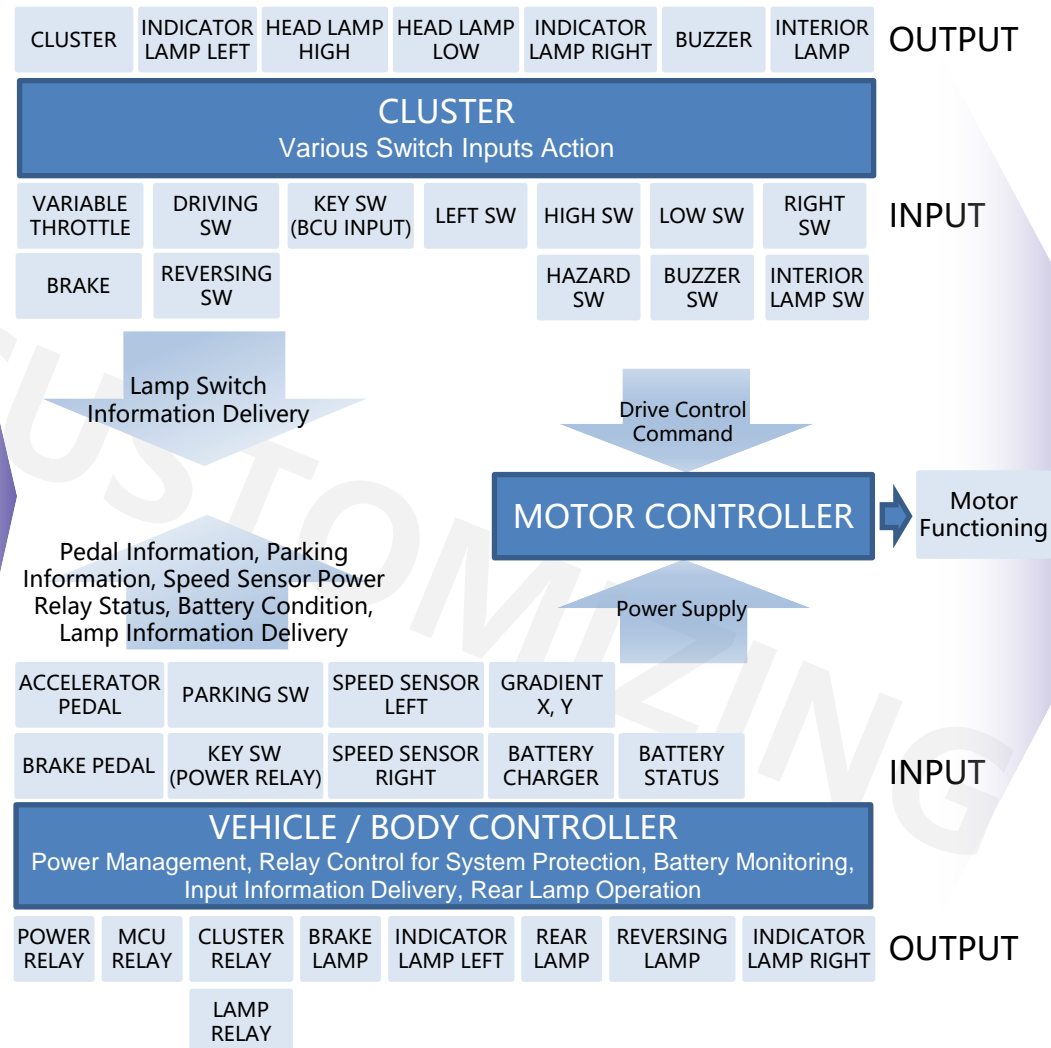 CLUSTER
INDICATOR
LAMP LEFT
HEAD LAMP
HIGH
HEAD LAMP
LOW
INDICATOR
LAMP RIGHT
BUZZER
INTERIOR
LAMP
OUTPUT
CLUSTER
Various Switch Inputs Action
VARIABLE
THROTTLE
DRIVING
SW
KEY SW
(BCU INPUT)
LEFT SW
HIGH SW
LOW SW
RIGHT
SW
INPUT
BRAKE
REVERSING
SW
HAZARD
SW
BUZZER
SW
INTERIOR
LAMP SW
Lamp Switch
Information Delivery
Drive Control
Command
MOTOR CONTROLLER
Motor
Functioning
Pedal Information, Parking
Information, Speed Sensor Power
Relay Status, Battery Condition,
Lamp Information Delivery
Power Supply
ACCELERATOR
PEDAL
PARKING SW
SPEED SENSOR
LEFT
GRADIENT
X, Y
BRAKE PEDAL
KEY SW
(POWER RELAY)
SPEED SENSOR
RIGHT
BATTERY
CHARGER
BATTERY
STATUS
INPUT
VEHICLE / BODY CONTROLLER
Power Management, Relay Control for System Protection, Battery Monitoring,
Input Information Delivery, Rear Lamp Operation
POWER
RELAY
MCU
RELAY
CLUSTER
RELAY
BRAKE
LAMP
INDICATOR
LAMP LEFT
REAR
LAMP
REVERSING
LAMP
INDICATOR
LAMP RIGHT
OUTPUT
LAMP
RELAY
CUSTOMIZING